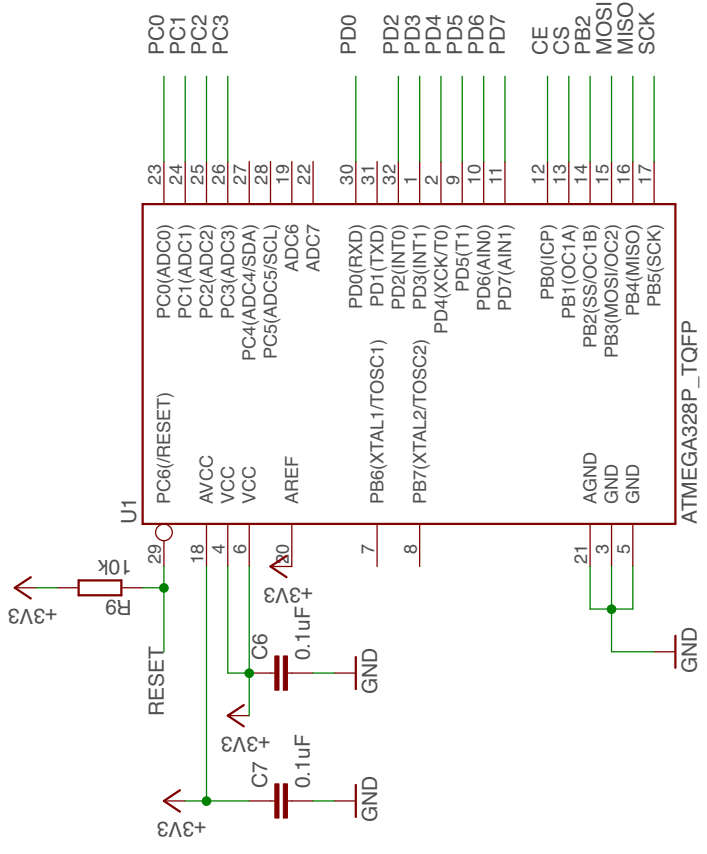 PC0
PC1
PC2
PC3
PD0
PD2
PD3
PD4
PD5
PD6
PD7
CE
CS
PB2
MOSI
MISO
SCK
23
24
25
26
27
28
19
22
30
31
32
1
2
9
10
11
12
13
14
15
16
17
PC0(ADC0)
PC1(ADC1)
PC2(ADC2)
PC3(ADC3)
PC4(ADC4/SDA)
PC5(ADC5/SCL)
ADC6
ADC7
PD0(RXD)
PD1(TXD)
PD2(INT0)
PD3(INT1)
PD4(XCK/T0)
PD5(T1)
PD6(AIN0)
PD7(AIN1)
PB0(ICP)
PB1(OC1A)
PB2(SS/OC1B)
PB3(MOSI/OC2)
PB4(MISO)
PB5(SCK)
U1
PC6(/RESET)
AVCC
VCC
VCC
AREF
PB6(XTAL1/TOSC1)
PB7(XTAL2/TOSC2)
AGND
GND
GND
ATMEGA328P_TQFP
29
18
4
6
20
7
8
21
3
5
+3V3
R9
10k
RESET
+3V3
C6
0.1uF
GND
+3V3
C7
0.1uF
GND
+3V3
GND